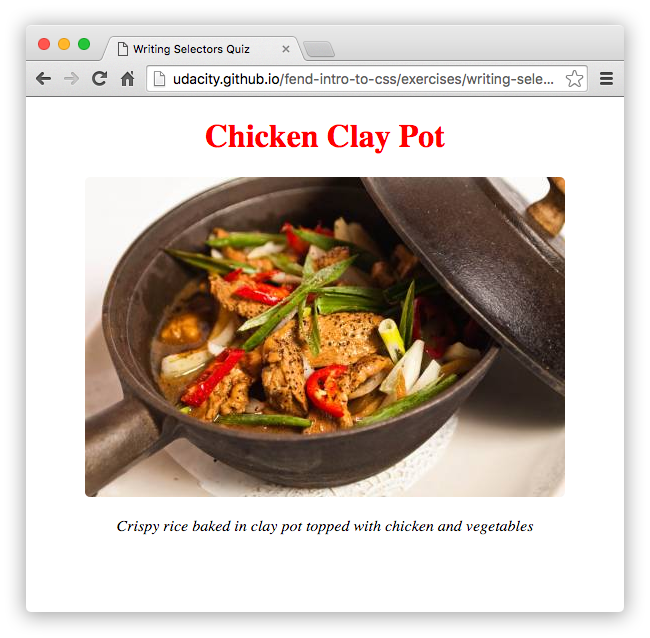 Writing Selectors Quiz
udacity.github.io/fend-intro-to-css/exercises/writing-sele...
Chicken Clay Pot
Crispy rice baked in clay pot topped with chicken and vegetables